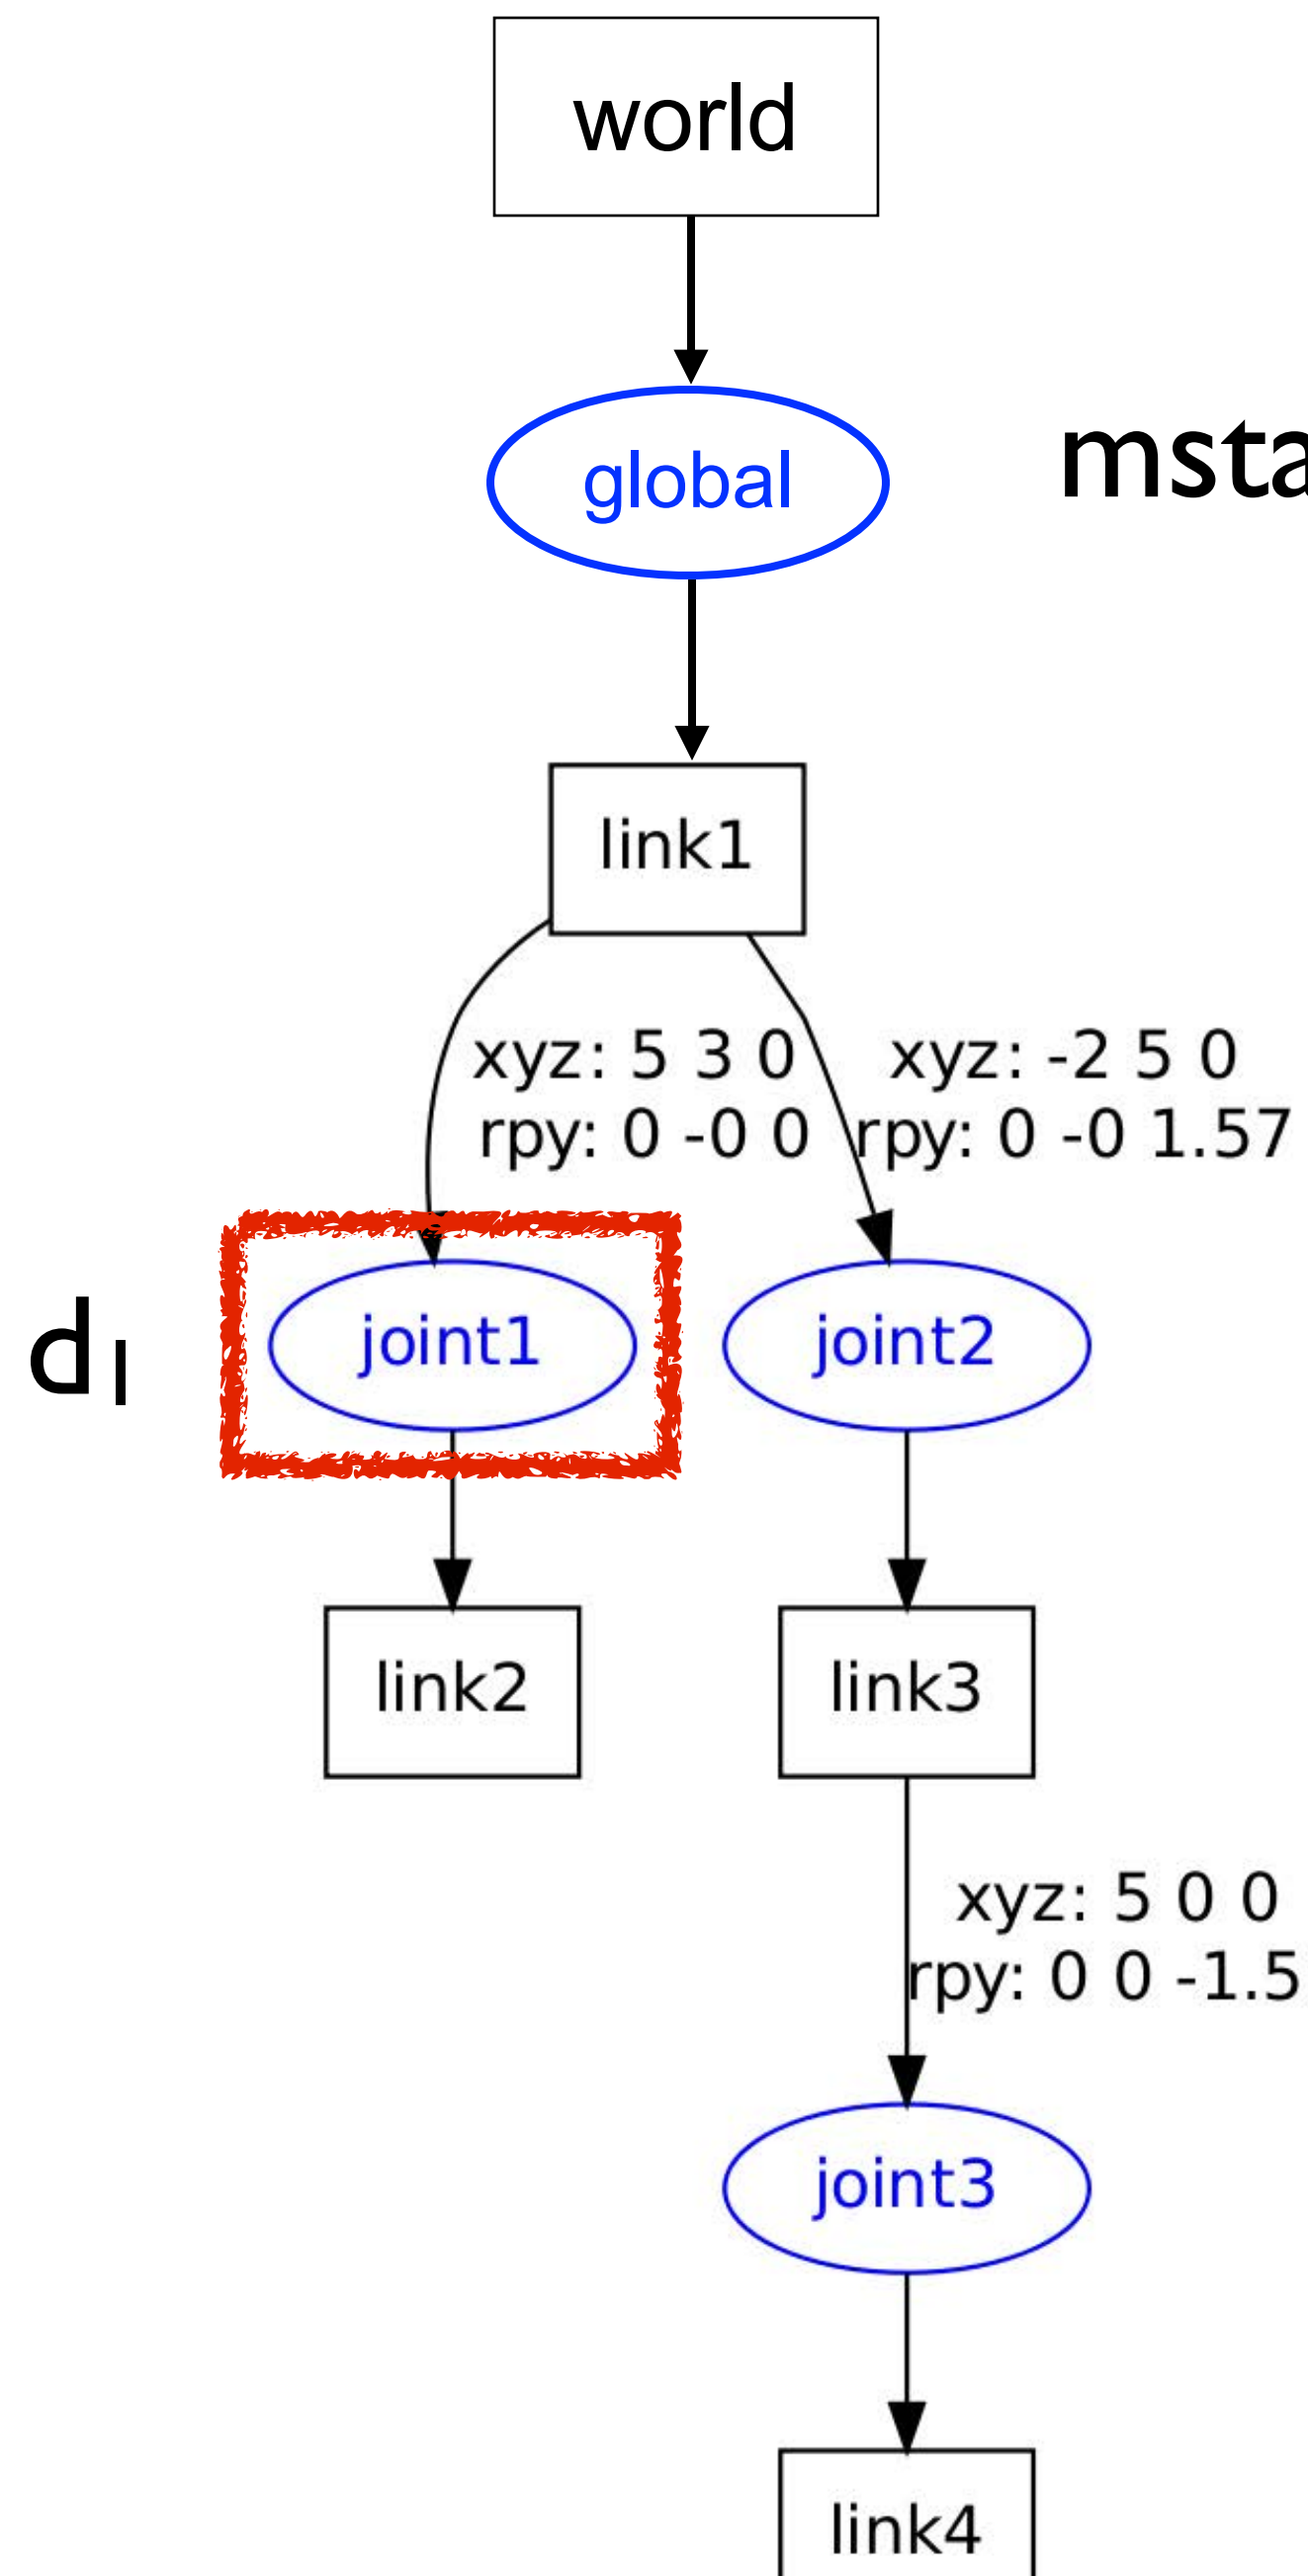 world
global
msta
link1
xyz: 5 3 0
rpy: 0 -0 0
xyz: -2 5 0
rpy: 0 -0 1.57
d1
joint1
joint2
link2
link3
xyz: 5 0 0
rpy: 0 0 -1.5
joint3
link4